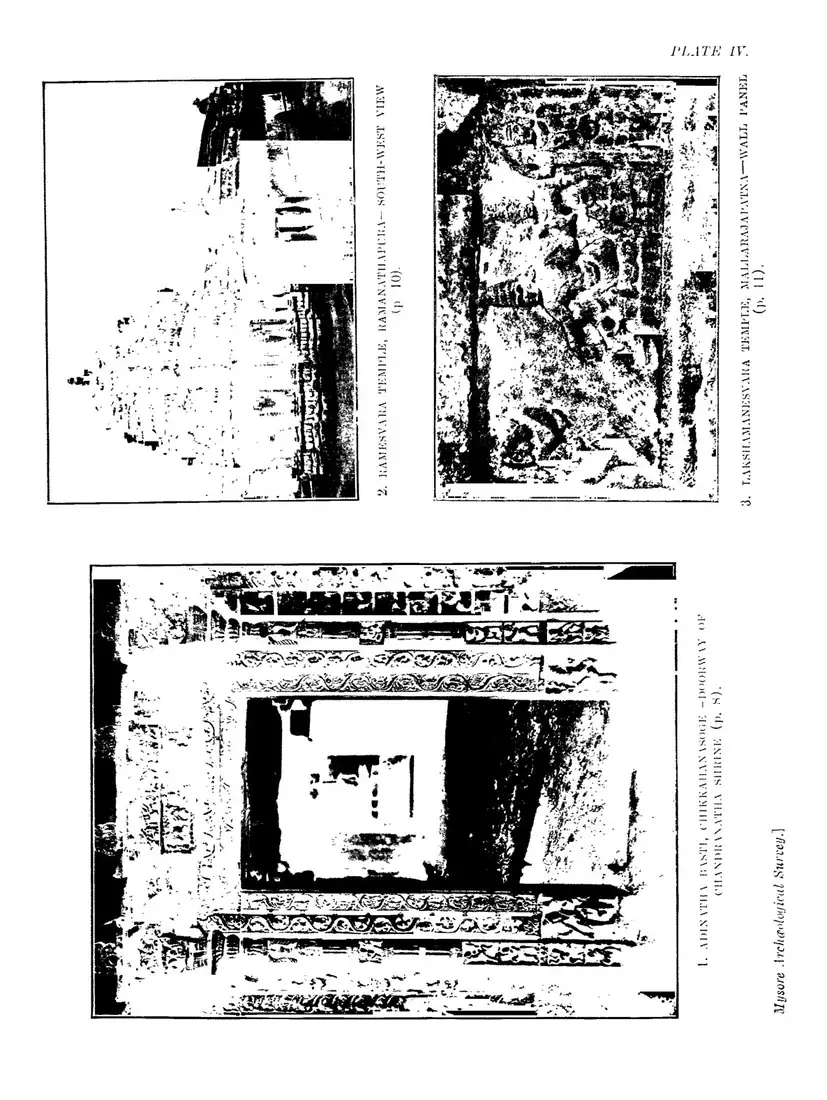 PLATE IV.
2. RAMESVARA TEMPLE, RAMANATHAPURA—SOUTH-WEST VIEW
(p. 10).
3. LAKSHAMANESVARA TEMPLE, MALLARAJAPATNA—WALL PANEL
(p. 11).
1. ADINATHA BASTI, CHIKKAHANASOGE—DOORWAY OF
CHANDRANATHA SHRINE (p. 8).
Mysore Archæological Survey.]